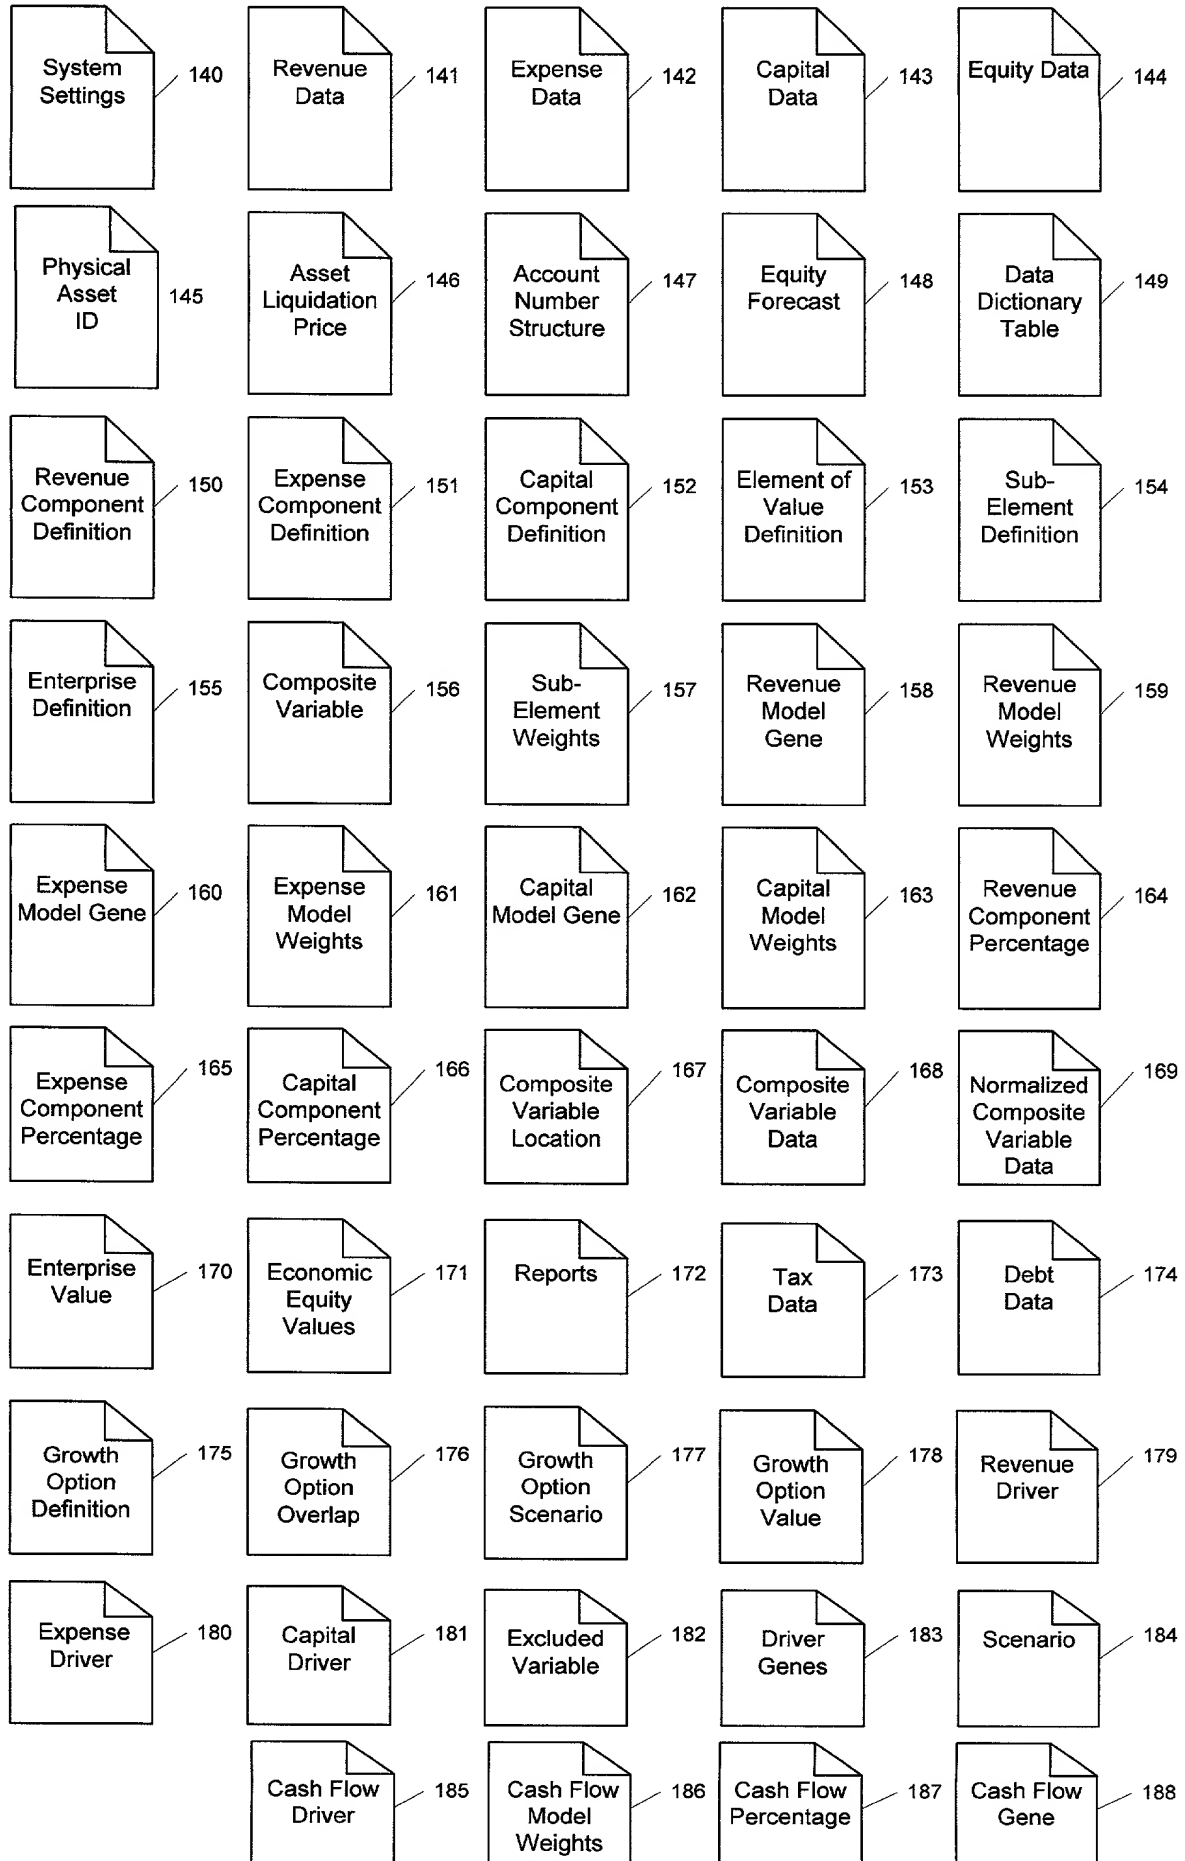 System
Settings
140
Revenue
Data
141
Expense
Data
142
Capital
Data
143
Equity Data
144
Physical
Asset
ID
145
Asset
Liquidation
Price
146
Account
Number
Structure
147
Equity
Forecast
148
Data
Dictionary
Table
149
Revenue
Component
Definition
150
Expense
Component
Definition
151
Capital
Component
Definition
152
Element of
Value
Definition
153
Sub-
Element
Definition
154
Enterprise
Definition
155
Composite
Variable
156
Sub-
Element
Weights
157
Revenue
Model
Gene
158
Revenue
Model
Weights
159
Expense
Model Gene
160
Expense
Model
Weights
161
Capital
Model Gene
162
Capital
Model
Weights
163
Revenue
Component
Percentage
164
Expense
Component
Percentage
165
Capital
Component
Percentage
166
Composite
Variable
Location
167
Composite
Variable
Data
168
Normalized
Composite
Variable
Data
169
Enterprise
Value
170
Economic
Equity
Values
171
Reports
172
Tax
Data
173
Debt
Data
174
Growth
Option
Definition
175
Growth
Option
Overlap
176
Growth
Option
Scenario
177
Growth
Option
Value
178
Revenue
Driver
179
Expense
Driver
180
Capital
Driver
181
Excluded
Variable
182
Driver
Genes
183
Scenario
184
Cash Flow
Driver
185
Cash Flow
Model
Weights
186
Cash Flow
Percentage
187
Cash Flow
Gene
188